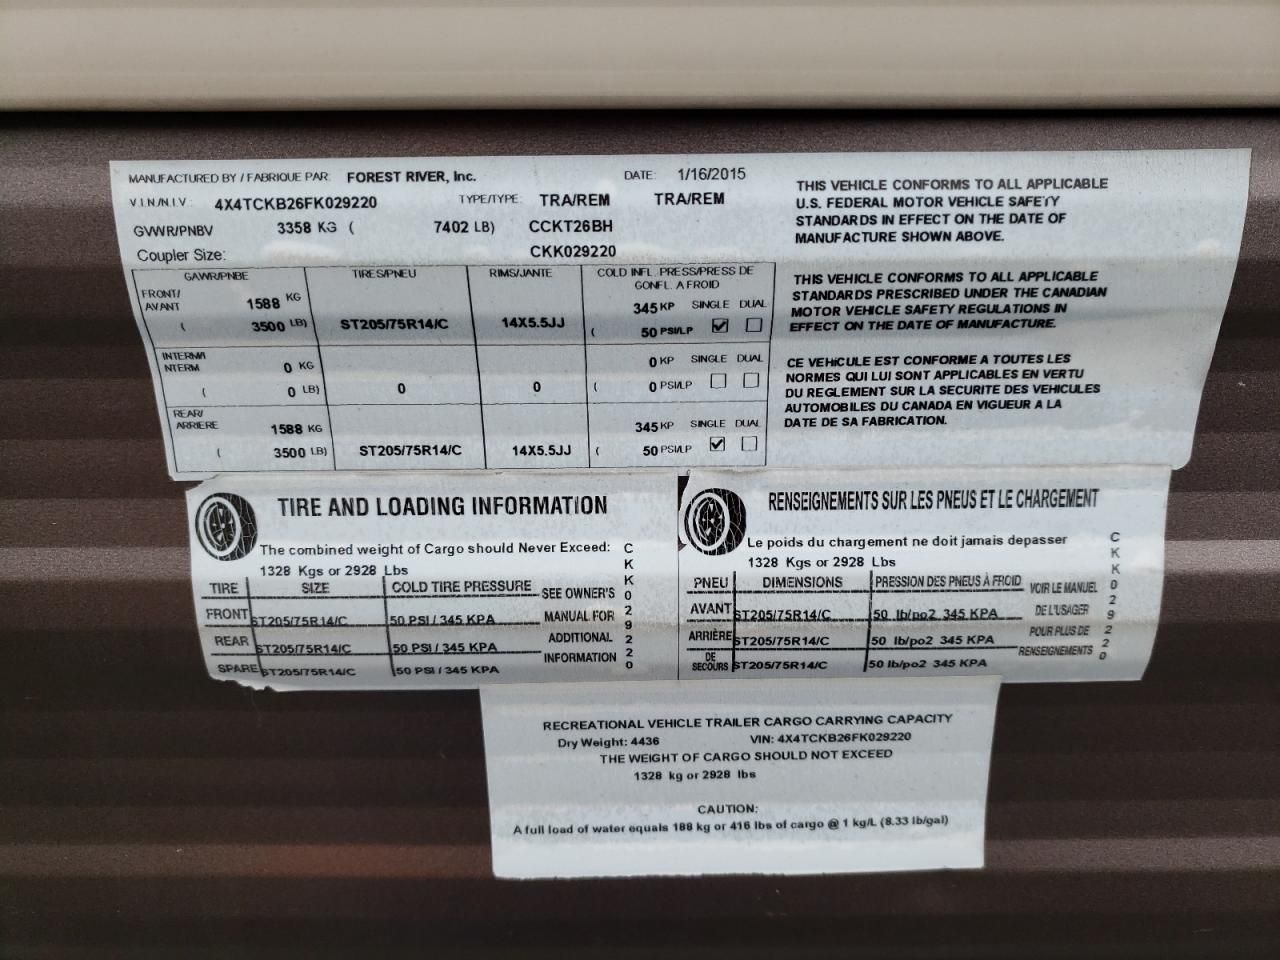 MANUFACTURED BY / FABRIQUE PAR: FOREST RIVER, Inc. DATE: 1/16/2015
V.I.N/N.I.V: 4X4TCKB26FK029220 TYPE/TYPE: TRA/REM TRA/REM
GVWR/PNBV 3358 KG ( 7402 LB) CCKT26BH
Coupler Size: CKK029220
GAWR/PNBE TIRES/PNEU RIMS/JANTE COLD INFL. PRESS/PRESS DE
GONFL. A FROID
FRONT/
AVANT 1588 KG 345 KP SINGLE DUAL
( 3500 LB) ST205/75R14/C 14X5.5JJ ( 50 PSI/LP
INTERM/
INTERM 0 KG 0 KP SINGLE DUAL
( 0 LB) 0 0 ( 0 PSI/LP
REAR/
ARRIERE 1588 KG 345 KP SINGLE DUAL
( 3500 LB) ST205/75R14/C 14X5.5JJ ( 50 PSI/LP
THIS VEHICLE CONFORMS TO ALL APPLICABLE
U.S. FEDERAL MOTOR VEHICLE SAFETY
STANDARDS IN EFFECT ON THE DATE OF
MANUFACTURE SHOWN ABOVE.
THIS VEHICLE CONFORMS TO ALL APPLICABLE
STANDARDS PRESCRIBED UNDER THE CANADIAN
MOTOR VEHICLE SAFETY REGULATIONS IN
EFFECT ON THE DATE OF MANUFACTURE.
CE VEHICULE EST CONFORME A TOUTES LES
NORMES QUI LUI SONT APPLICABLES EN VERTU
DU REGLEMENT SUR LA SECURITE DES VEHICULES
AUTOMOBILES DU CANADA EN VIGUEUR A LA
DATE DE SA FABRICATION.
TIRE AND LOADING INFORMATION
The combined weight of Cargo should Never Exceed:
1328 Kgs or 2928 Lbs
TIRE SIZE COLD TIRE PRESSURE SEE OWNER'S
FRONT ST205/75R14/C 50 PSI / 345 KPA MANUAL FOR
REAR ST205/75R14/C 50 PSI / 345 KPA ADDITIONAL
SPARE ST205/75R14/C 50 PSI / 345 KPA INFORMATION
CKK029220
RENSEIGNEMENTS SUR LES PNEUS ET LE CHARGEMENT
Le poids du chargement ne doit jamais depasser
1328 Kgs or 2928 Lbs
PNEU DIMENSIONS PRESSION DES PNEUS À FROID VOIR LE MANUEL
AVANT ST205/75R14/C 50 lb/po2 345 KPA DE L'USAGER
ARRIÈRE ST205/75R14/C 50 lb/po2 345 KPA POUR PLUS DE
DE
SECOURS ST205/75R14/C 50 lb/po2 345 KPA RENSEIGNEMENTS
CKK029220
RECREATIONAL VEHICLE TRAILER CARGO CARRYING CAPACITY
Dry Weight: 4436 VIN: 4X4TCKB26FK029220
THE WEIGHT OF CARGO SHOULD NOT EXCEED
1328 kg or 2928 lbs
CAUTION:
A full load of water equals 188 kg or 416 lbs of cargo @ 1 kg/L (8.33 lb/gal)